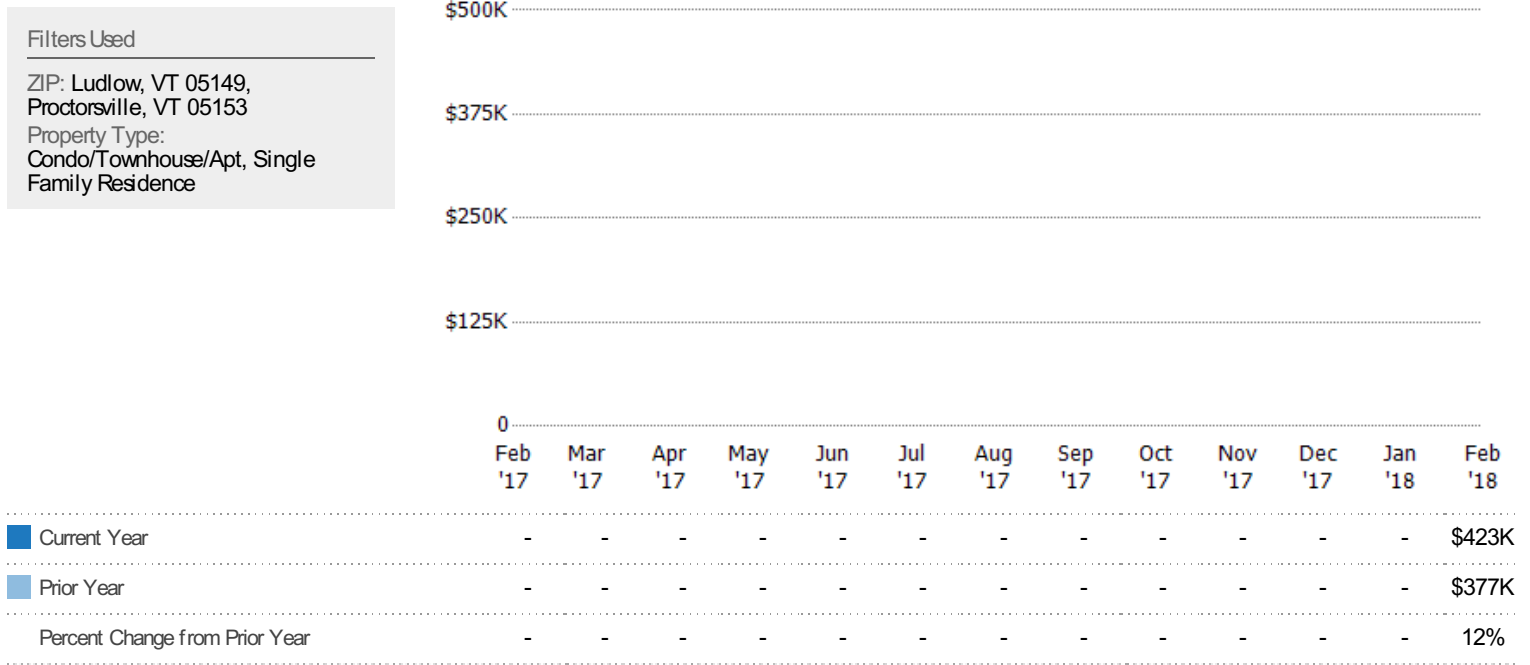 Filters Used
ZIP: Ludlow, VT 05149,
Proctorsville, VT 05153
Property Type:
Condo/Townhouse/Apt, Single
Family Residence
$500K
$375K
$250K
$125K
0
Feb Mar Apr May Jun Jul Aug Sep Oct Nov Dec Jan Feb
'17 '17 '17 '17 '17 '17 '17 '17 '17 '17 '17 '18 '18
Current Year - - - - - - - - - - - - $423K
Prior Year - - - - - - - - - - - - $377K
Percent Change from Prior Year - - - - - - - - - - - - 12%